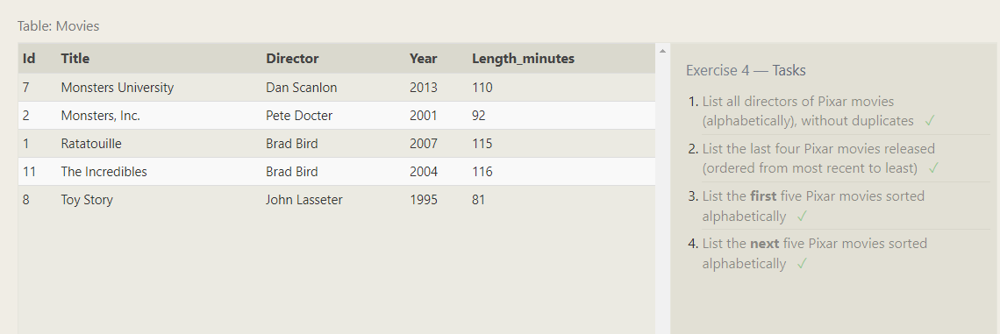 Table: Movies
Id Title Director Year Length_minutes
7 Monsters University Dan Scanlon 2013 110
2 Monsters, Inc. Pete Docter 2001 92
1 Ratatouille Brad Bird 2007 115
11 The Incredibles Brad Bird 2004 116
8 Toy Story John Lasseter 1995 81
Exercise 4 — Tasks
1. List all directors of Pixar movies
(alphabetically), without duplicates ✓
2. List the last four Pixar movies released
(ordered from most recent to least) ✓
3. List the first five Pixar movies sorted
alphabetically ✓
4. List the next five Pixar movies sorted
alphabetically ✓